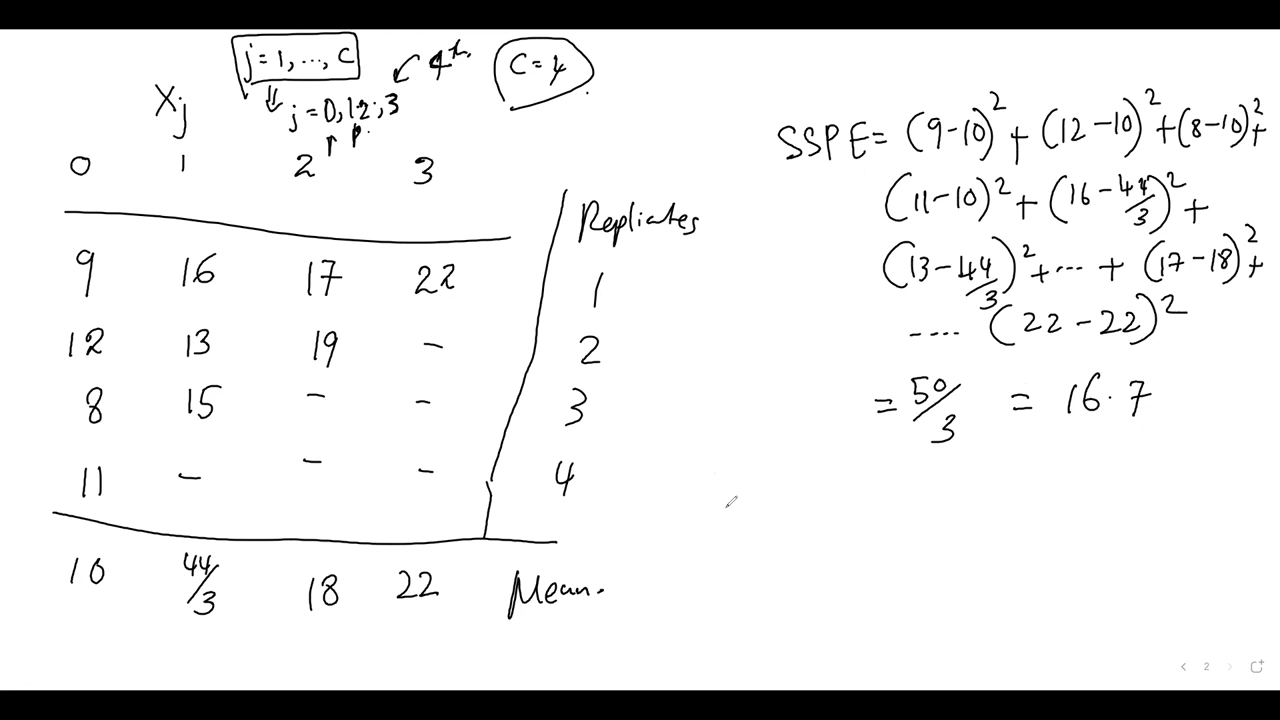 j = 1, ..., C
4th.
C = 4
Xj
j = 0, 1 2, 3
P.
0 1 2 3
Replicates
9 16 17 22 1
12 13 19 - 2
8 15 - - 3
11 - - - 4
10 44/3 18 22 Mean.
SSPE = (9-10)² + (12-10)² + (8-10)² +
(11-10)² + (16-44/3)² +
(13-44/3)² + ... + (17-18)² +
.... (22-22)²
= 50/3 = 16.7
2